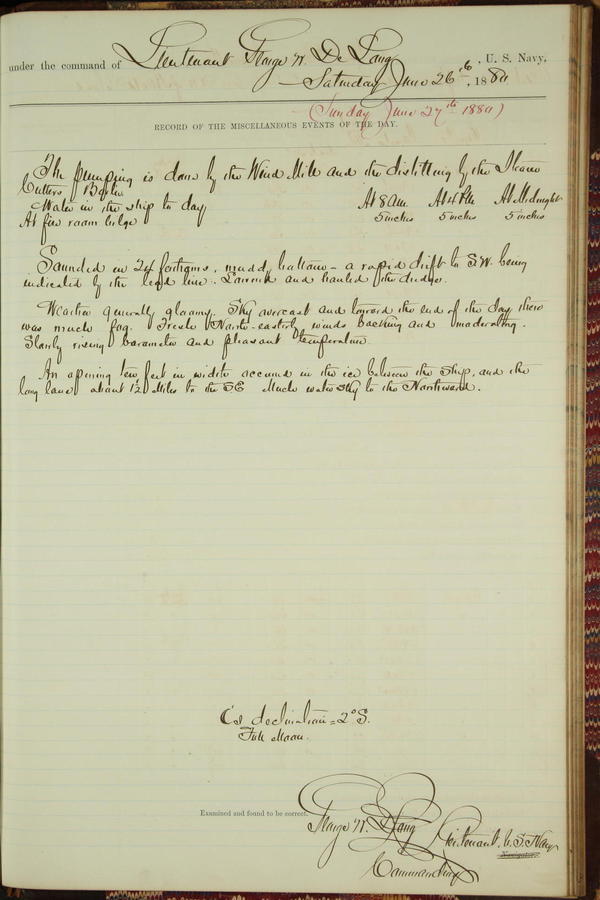 under the command of Lieutenant George W. De Long, U. S. Navy,
Saturday June 26th, 1880
(Sunday June 27th 1880)
RECORD OF THE MISCELLANEOUS EVENTS OF THE DAY.
The pumping is done by the Wind Mill and the distilling by the Steam
Cutters Boiler
Water in the ship to day At 8 AM At 4 PM At Midnight
At fire room bilge 5 inches 5 inches 5 inches
Sounded in 24 fathoms, mud bottom - a rapid drift to S.W. being
indicated by the lead line. Lowered and hauled the dredge.
Weather generally gloomy. Sky overcast and toward the end of the day there
was much fog. Fresh North-easterly winds backing and moderating.
Slowly rising barometer and pleasant temperature.
An opening ten feet in width occurred in the ice between the ship, and the
long lane about 1½ Miles to the SE Much water sky to the Northward.
C's declination = 2° S.
Full Moon.
Examined and found to be correct.
George W. De Long Lieutenant, U.S. Navy
Navigator.
Commanding